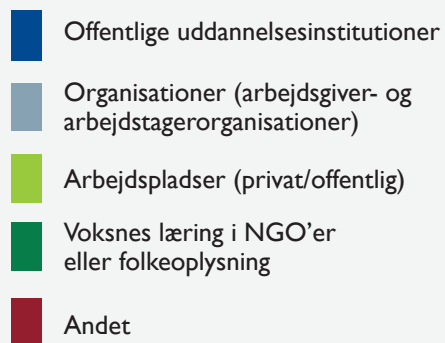 Offentlige uddannelsesinstitutioner
Organisationer (arbejdsgiver- og
arbejdstagerorganisationer)
Arbejdspladser (privat/offentlig)
Voksnes læring i NGO’er
eller folkeoplysning
Andet